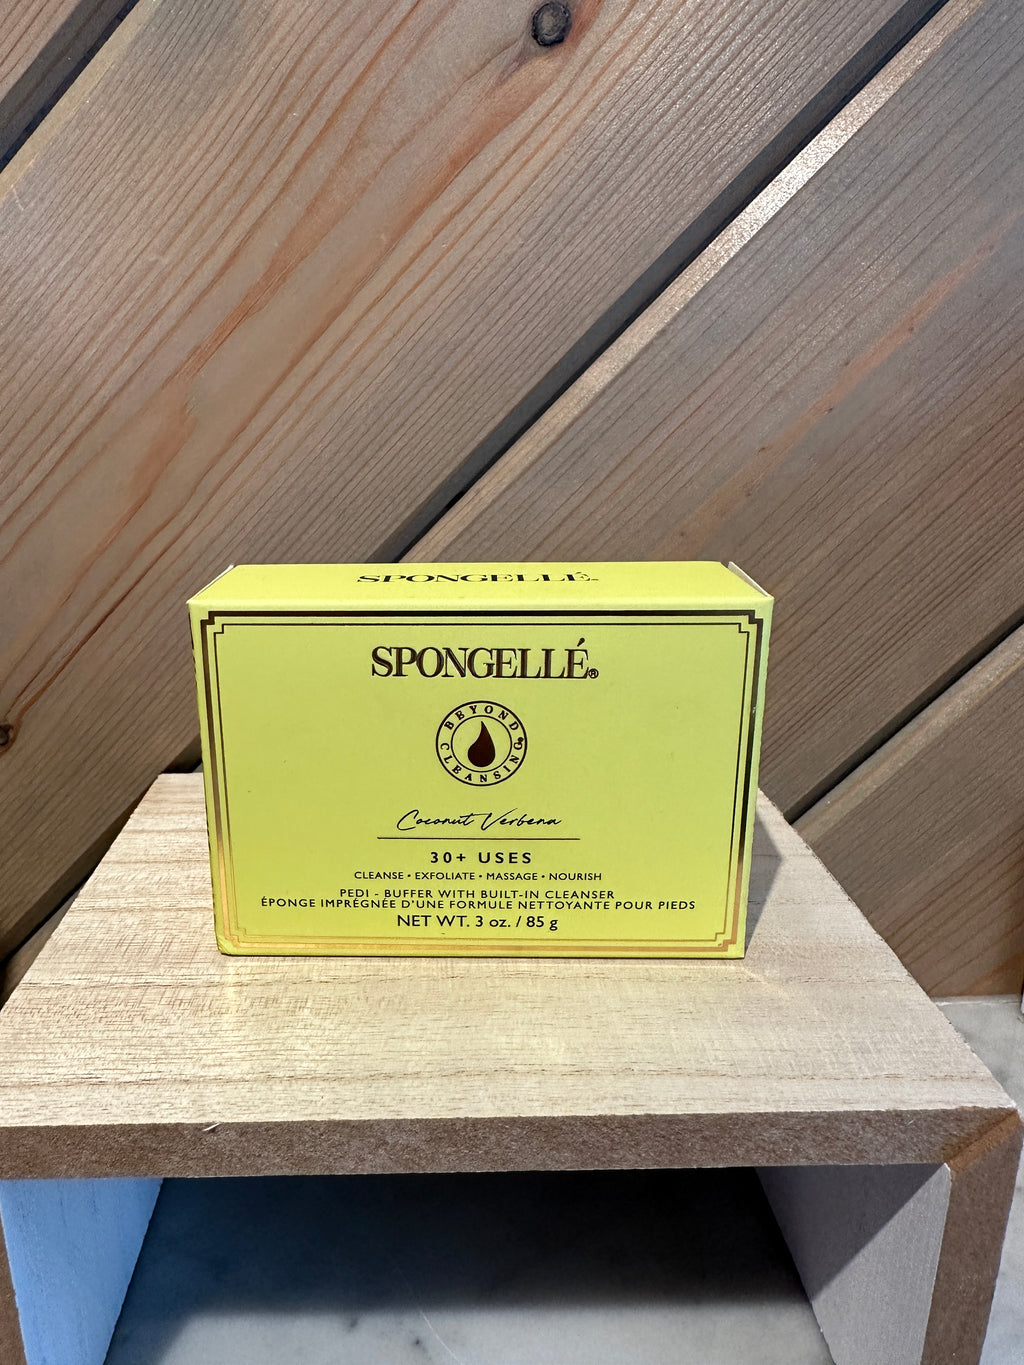 SPONGELLÉ®
SPONGELLÉ®
BEYOND
CLEANSING®
Coconut Verbena
30+ USES
CLEANSE • EXFOLIATE • MASSAGE • NOURISH
PEDI - BUFFER WITH BUILT-IN CLEANSER
ÉPONGE IMPRÉGNÉE D'UNE FORMULE NETTOYANTE POUR PIEDS
NET WT. 3 oz. / 85 g